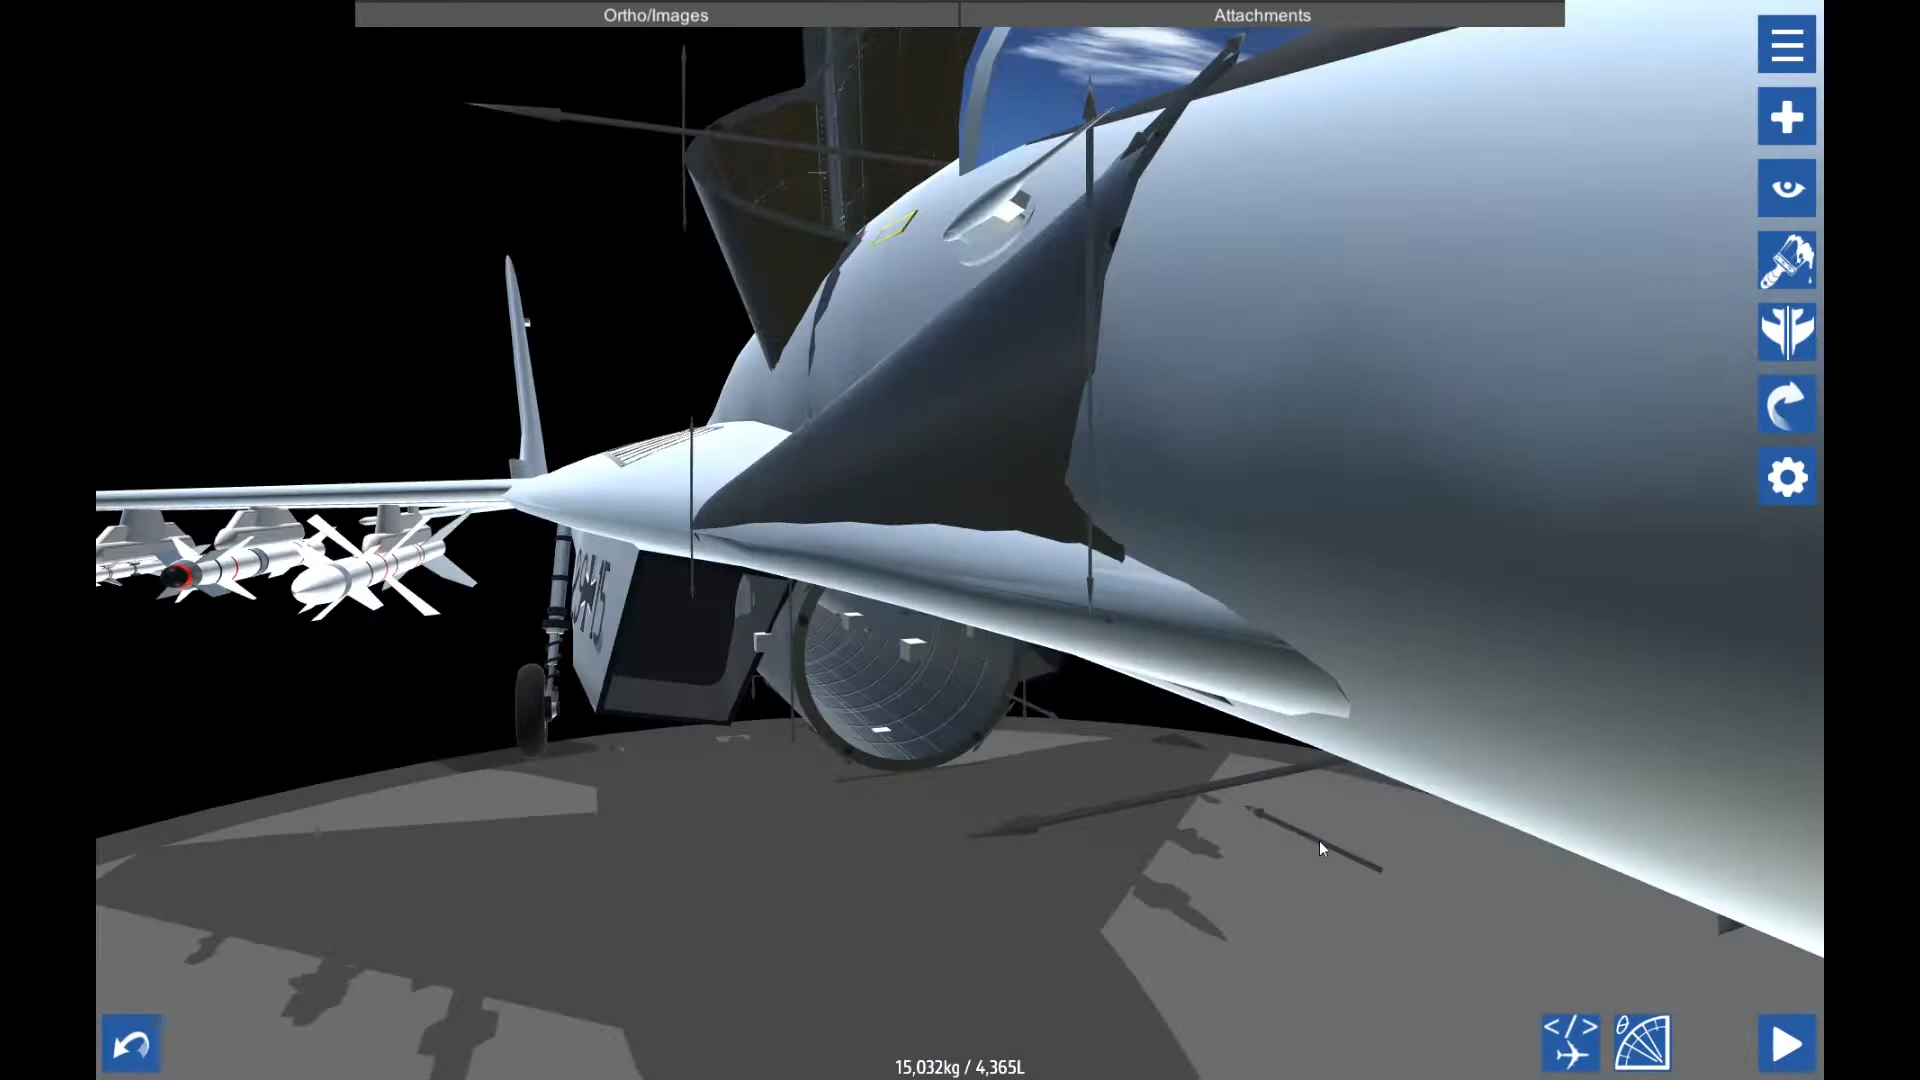 Ortho/Images
Attachments
</>
θ
15,032kg / 4,365L